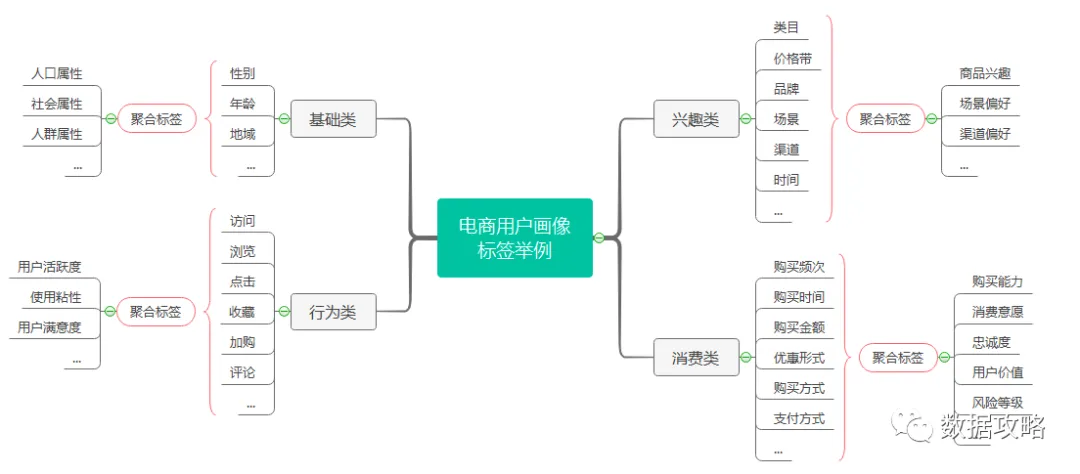 电商用户画像
标签举例
基础类
性别
年龄
地域
...
聚合标签
人口属性
社会属性
人群属性
...
行为类
访问
浏览
点击
收藏
加购
评论
...
聚合标签
用户活跃度
使用粘性
用户满意度
...
兴趣类
类目
价格带
品牌
场景
渠道
时间
...
聚合标签
商品兴趣
场景偏好
渠道偏好
...
消费类
购买频次
购买时间
购买金额
优惠形式
购买方式
支付方式
...
聚合标签
购买能力
消费意愿
忠诚度
用户价值
风险等级
数据攻略